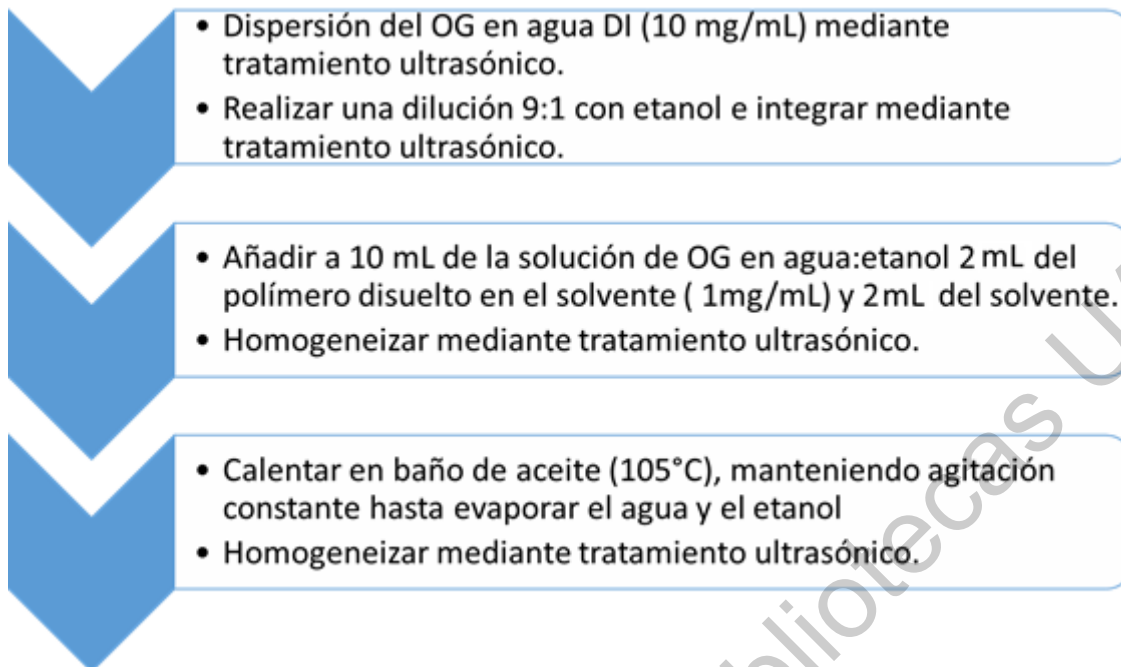 • Dispersión del OG en agua DI (10 mg/mL) mediante
tratamiento ultrasónico.
• Realizar una dilución 9:1 con etanol e integrar mediante
tratamiento ultrasónico.
• Añadir a 10 mL de la solución de OG en agua:etanol 2 mL del
polímero disuelto en el solvente ( 1mg/mL) y 2mL del solvente.
• Homogeneizar mediante tratamiento ultrasónico.
• Calentar en baño de aceite (105°C), manteniendo agitación
constante hasta evaporar el agua y el etanol
• Homogeneizar mediante tratamiento ultrasónico.